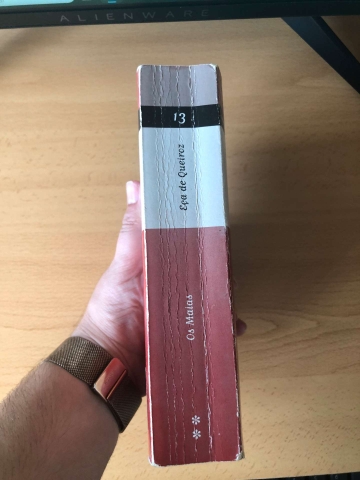 ALIENWARE
13
Eça de Queiroz
Os Maias
**